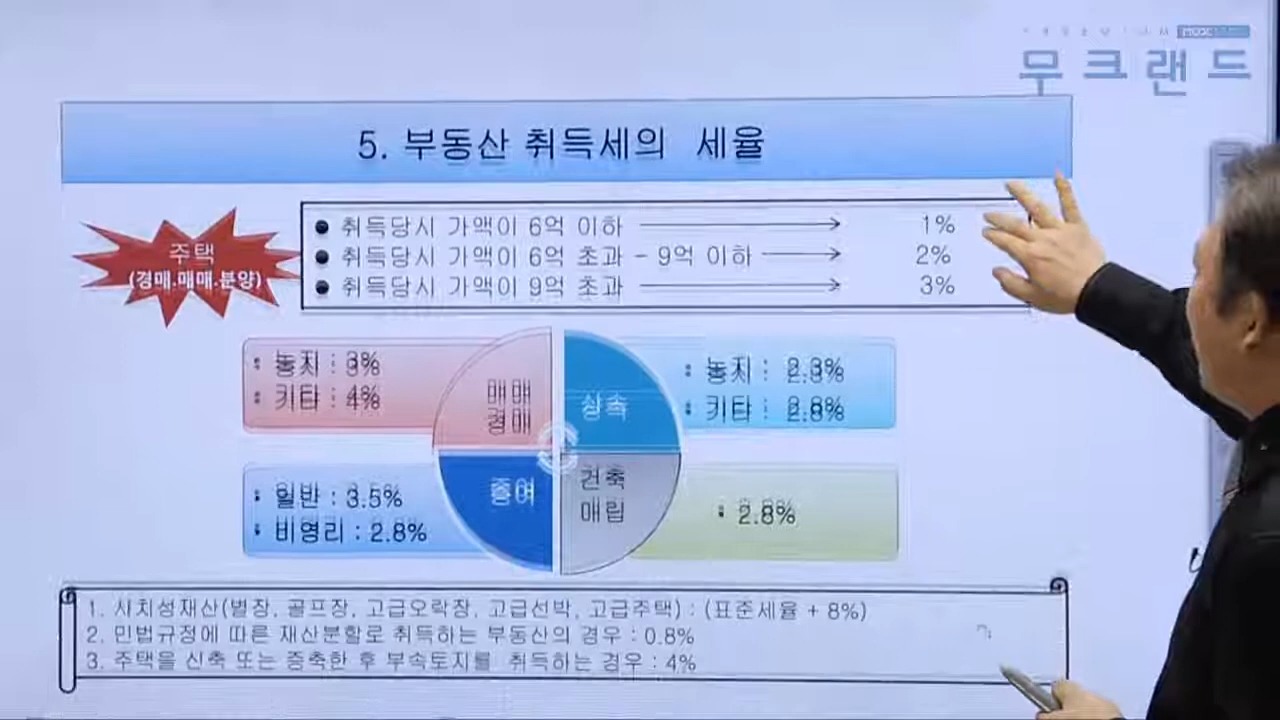 무크랜드
5. 부동산 취득세의 세율
주택
(경매.매매.분양)
● 취득당시 가액이 6억 이하 → 1%
● 취득당시 가액이 6억 초과 - 9억 이하 → 2%
● 취득당시 가액이 9억 초과 → 3%
• 농지 : 3%
• 키타 : 4%
매매
경매
상속
• 농지 : 2.3%
• 키타 : 2.8%
• 일반 : 3.5%
• 비영리 : 2.8%
증여
건축
매립
• 2.8%
1. 사치성재산(별장, 골프장, 고급오락장, 고급선박, 고급주택) : (표준세율 + 8%)
2. 민법규정에 따른 재산분할로 취득하는 부동산의 경우 : 0.8%
3. 주택을 신축 또는 증축한 후 부속토지를 취득하는 경우 : 4%